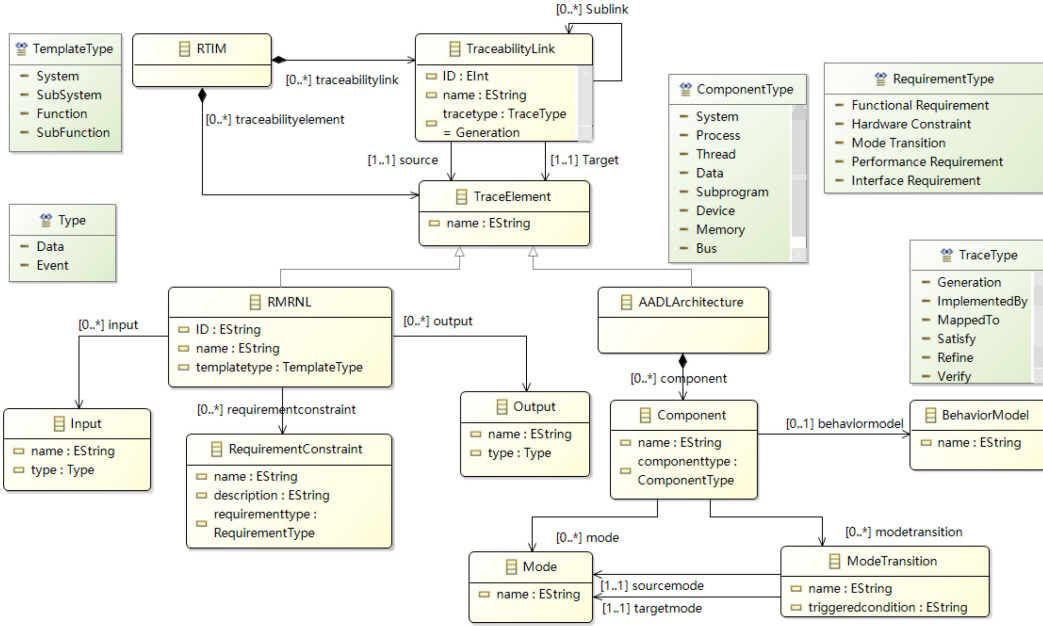 [0..*] Sublink
TemplateType
System
SubSystem
Function
SubFunction
RTIM
[0..*] traceabilitylink
[0..*] traceabilityelement
TraceabilityLink
ID : EInt
name : EString
tracetype : TraceType
= Generation
[1..1] source
[1..1] Target
TraceElement
name : EString
ComponentType
System
Process
Thread
Data
Subprogram
Device
Memory
Bus
RequirementType
Functional Requirement
Hardware Constraint
Mode Transition
Performance Requirement
Interface Requirement
Type
Data
Event
TraceType
Generation
ImplementedBy
MappedTo
Satisfy
Refine
Verify
RMRNL
ID : EString
name : EString
templatetype : TemplateType
[0..*] input
[0..*] output
[0..*] requirementconstraint
AADLArchitecture
[0..*] component
Input
name : EString
type : Type
RequirementConstraint
name : EString
description : EString
requirementtype :
RequirementType
Output
name : EString
type : Type
Component
name : EString
componenttype :
ComponentType
[0..1] behaviormodel
BehaviorModel
name : EString
[0..*] mode
[0..*] modetransition
Mode
name : EString
[1..1] sourcemode
[1..1] targetmode
ModeTransition
name : EString
triggeredcondition : EString